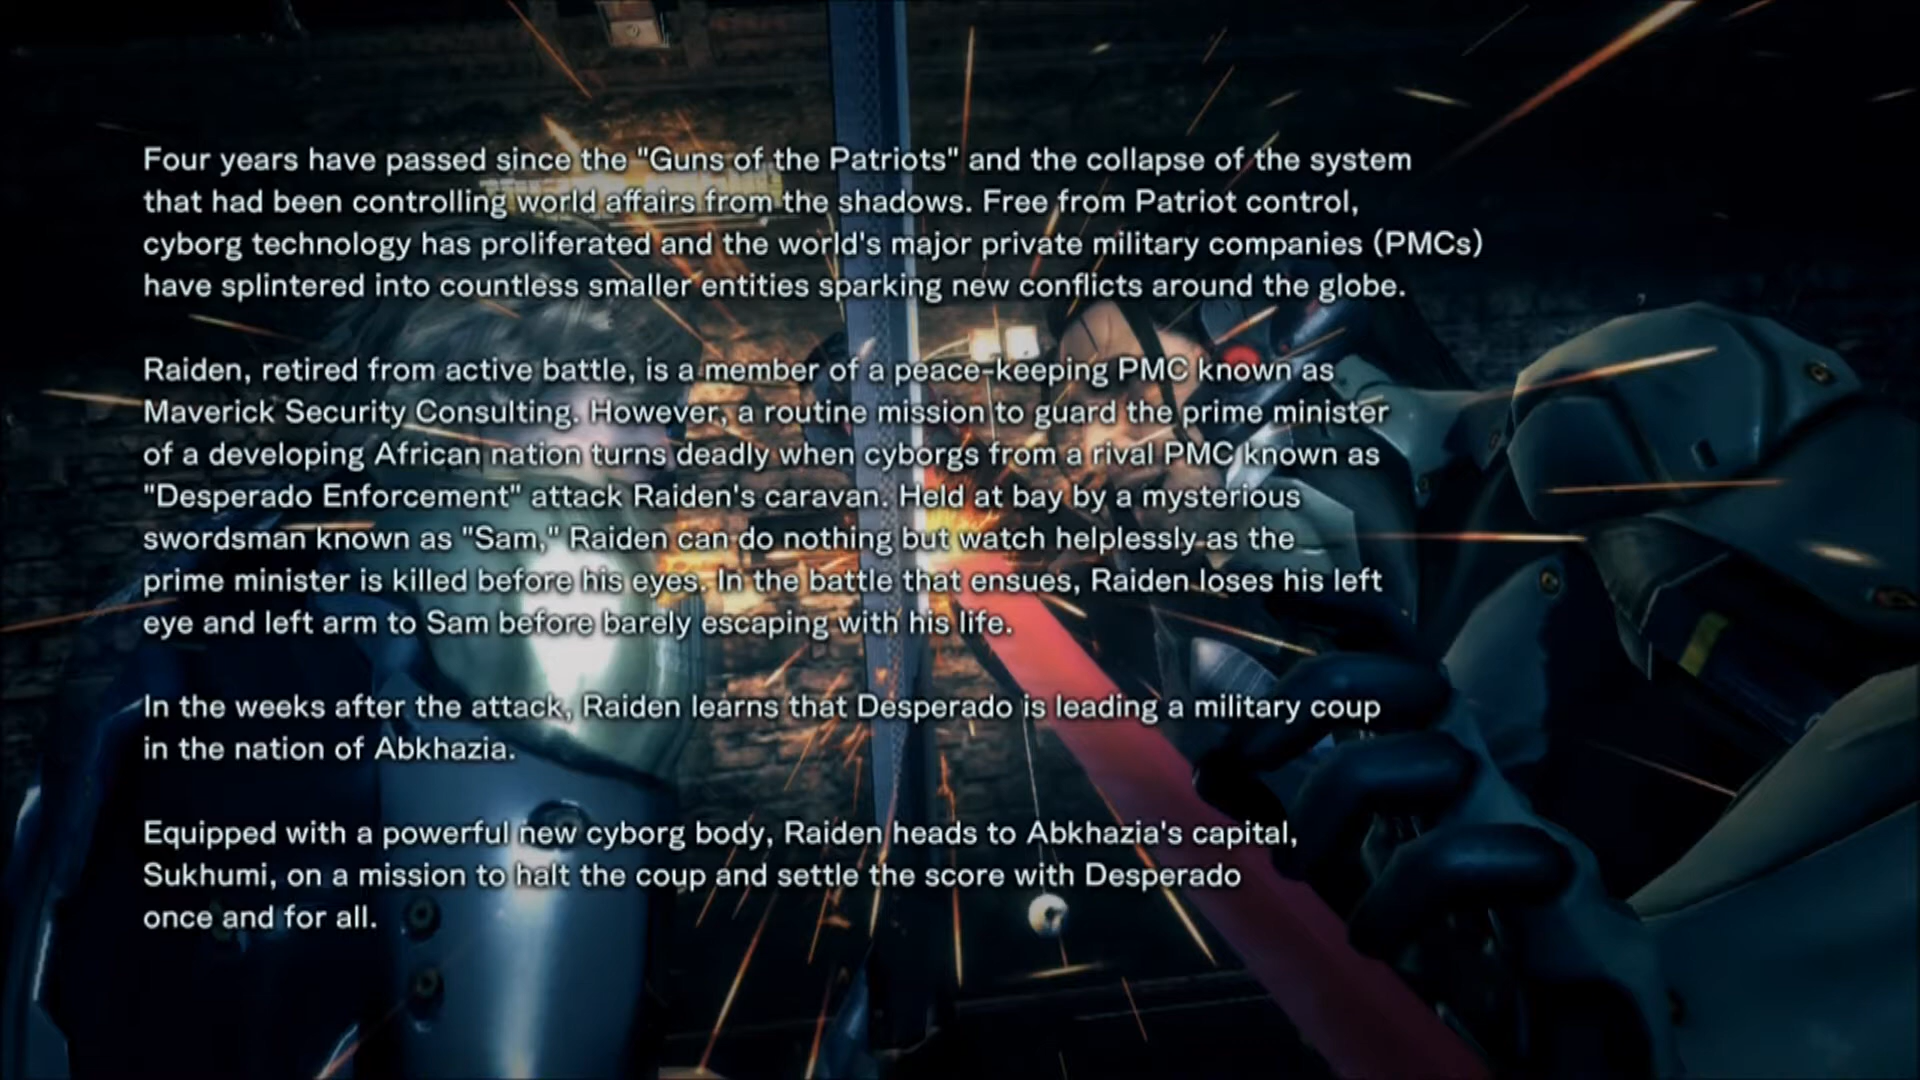 Four years have passed since the "Guns of the Patriots" and the collapse of the system
that had been controlling world affairs from the shadows. Free from Patriot control,
cyborg technology has proliferated and the world's major private military companies (PMCs)
have splintered into countless smaller entities sparking new conflicts around the globe.
Raiden, retired from active battle, is a member of a peace-keeping PMC known as
Maverick Security Consulting. However, a routine mission to guard the prime minister
of a developing African nation turns deadly when cyborgs from a rival PMC known as
"Desperado Enforcement" attack Raiden's caravan. Held at bay by a mysterious
swordsman known as "Sam," Raiden can do nothing but watch helplessly as the
prime minister is killed before his eyes. In the battle that ensues, Raiden loses his left
eye and left arm to Sam before barely escaping with his life.
In the weeks after the attack, Raiden learns that Desperado is leading a military coup
in the nation of Abkhazia.
Equipped with a powerful new cyborg body, Raiden heads to Abkhazia's capital,
Sukhumi, on a mission to halt the coup and settle the score with Desperado
once and for all.